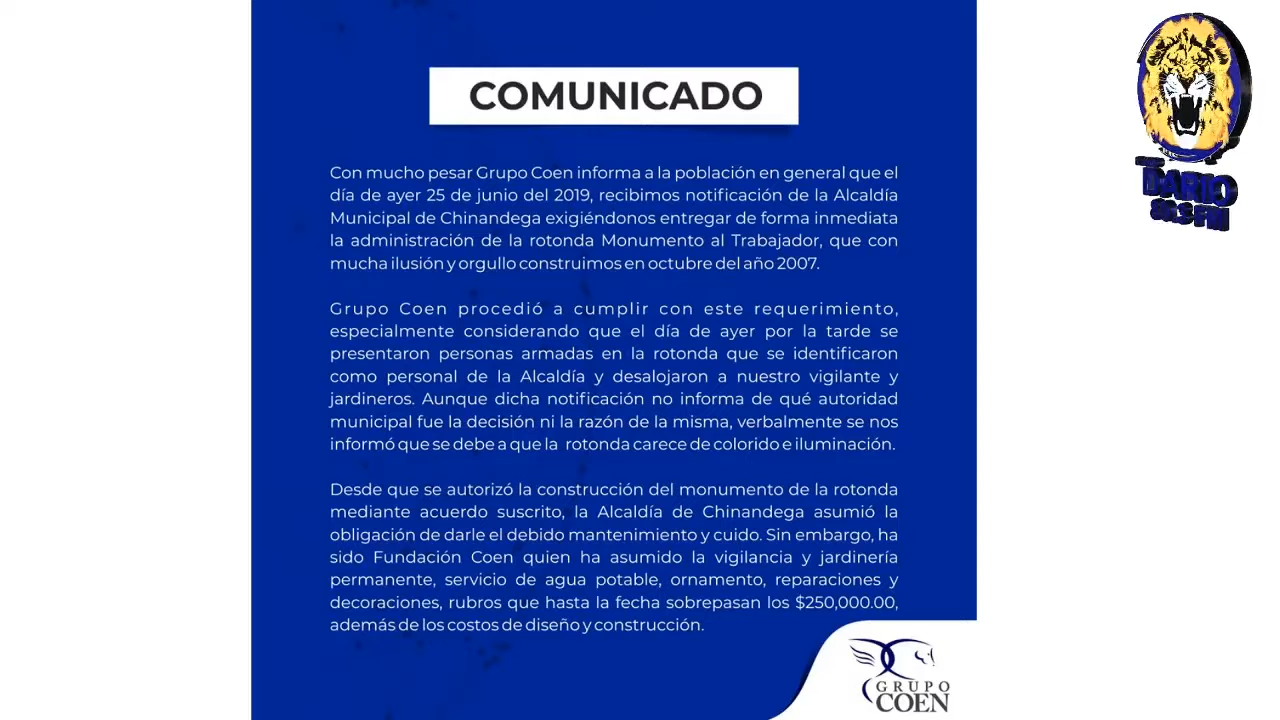 COMUNICADO
Con mucho pesar Grupo Coen informa a la población en general que el
día de ayer 25 de junio del 2019, recibimos notificación de la Alcaldía
Municipal de Chinandega exigiéndonos entregar de forma inmediata
la administración de la rotonda Monumento al Trabajador, que con
mucha ilusión y orgullo construimos en octubre del año 2007.
Grupo Coen procedió a cumplir con este requerimiento,
especialmente considerando que el día de ayer por la tarde se
presentaron personas armadas en la rotonda que se identificaron
como personal de la Alcaldía y desalojaron a nuestro vigilante y
jardineros. Aunque dicha notificación no informa de qué autoridad
municipal fue la decisión ni la razón de la misma, verbalmente se nos
informó que se debe a que la rotonda carece de colorido e iluminación.
Desde que se autorizó la construcción del monumento de la rotonda
mediante acuerdo suscrito, la Alcaldía de Chinandega asumió la
obligación de darle el debido mantenimiento y cuido. Sin embargo, ha
sido Fundación Coen quien ha asumido la vigilancia y jardinería
permanente, servicio de agua potable, ornamento, reparaciones y
decoraciones, rubros que hasta la fecha sobrepasan los $250,000.00,
además de los costos de diseño y construcción.
GRUPO
COEN
DARIO
FM